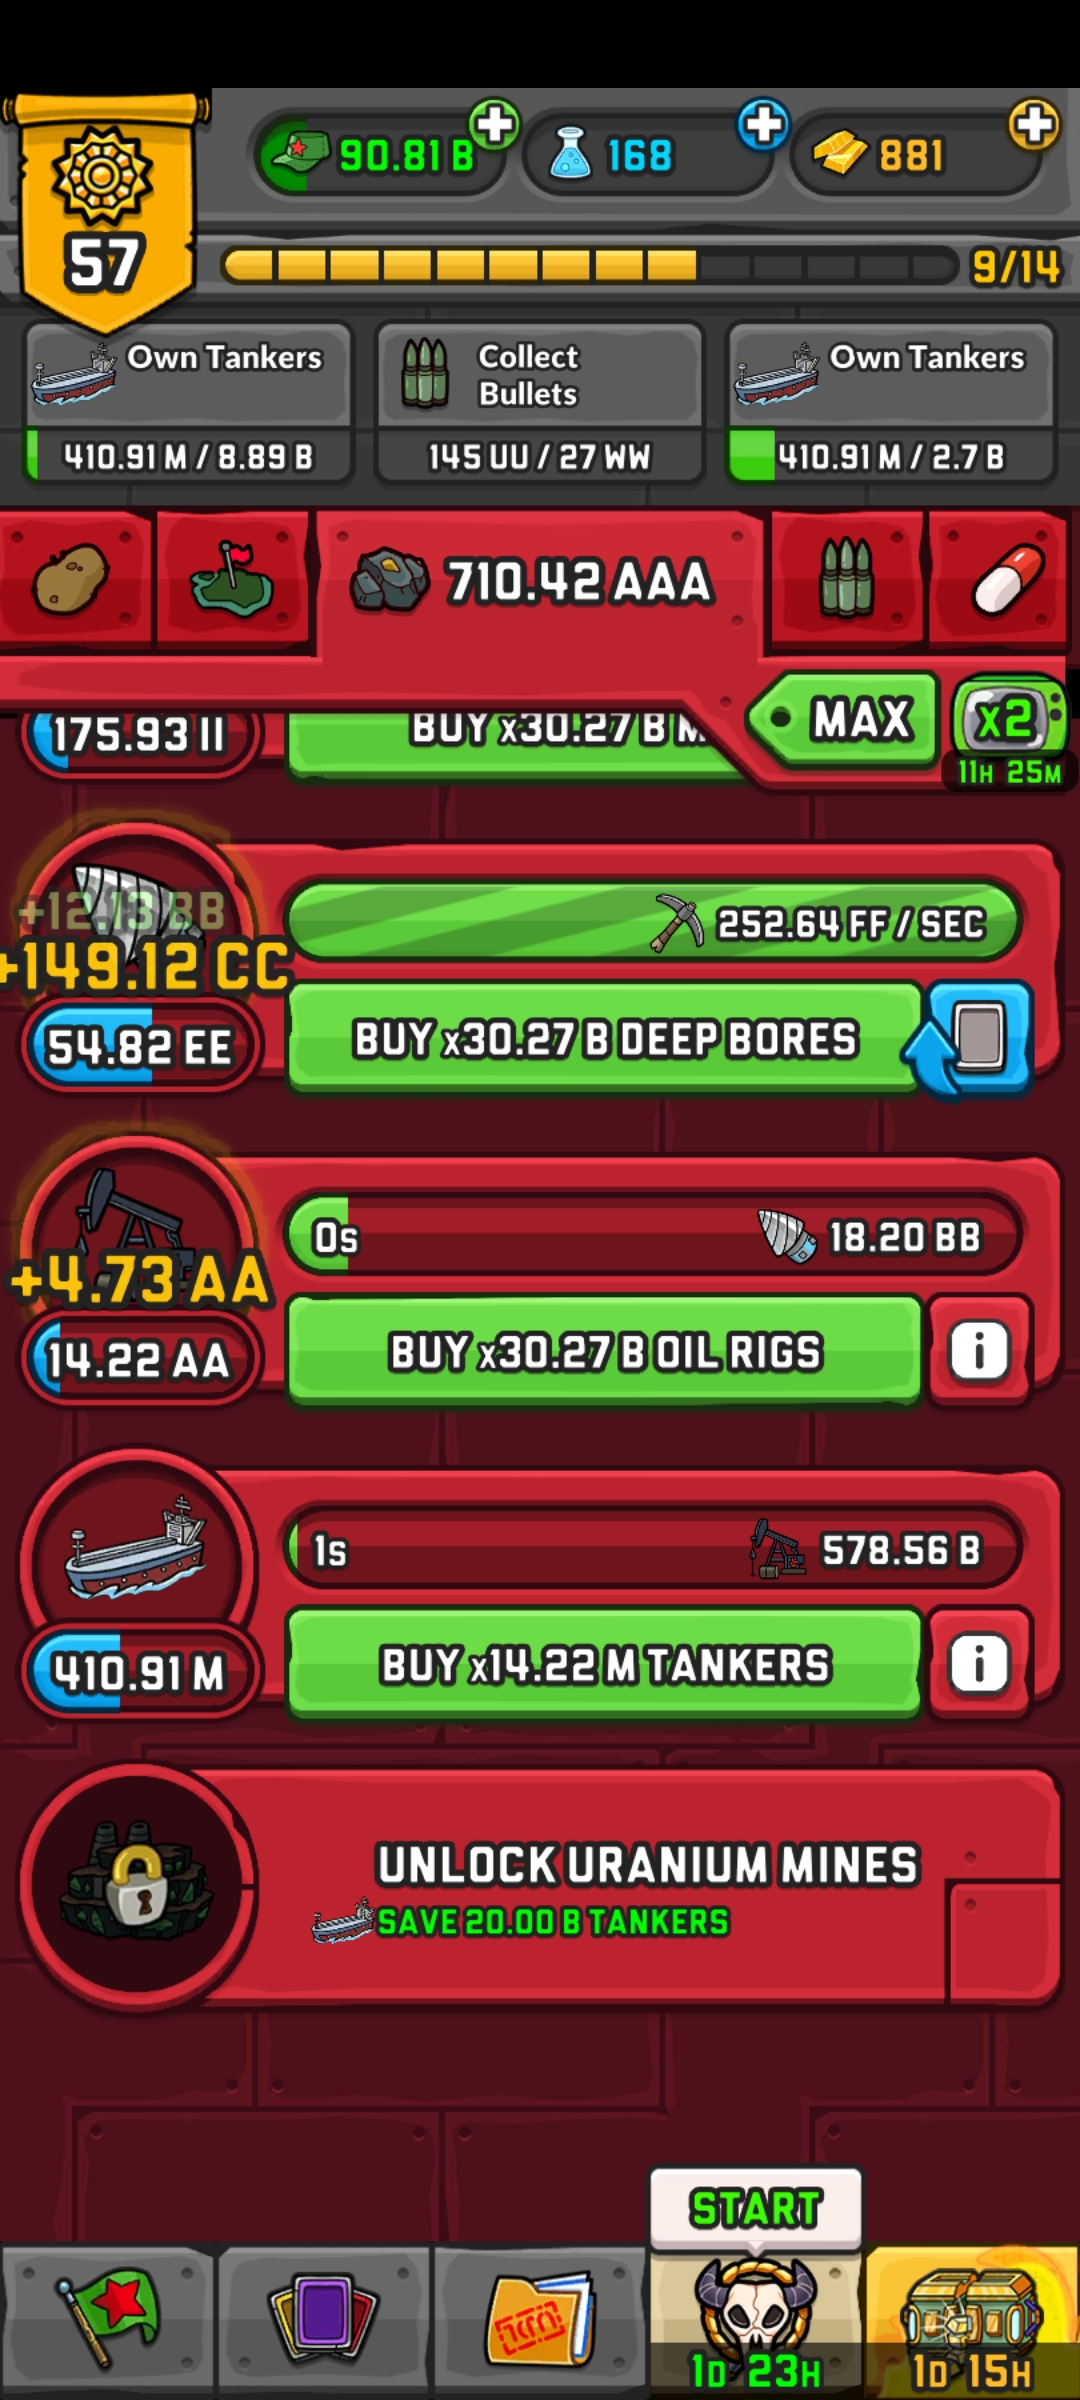 90.81 B
168
881
57
9/14
Own Tankers
410.91 M / 8.89 B
Collect
Bullets
145 UU / 27 WW
Own Tankers
410.91 M / 2.7 B
710.42 AAA
MAX
x2
11H 25M
175.93 II
BUY x30.27 B M
+12.13 BB
+149.12 CC
252.64 FF / SEC
54.82 EE
BUY x30.27 B DEEP BORES
+4.73 AA
0s
18.20 BB
14.22 AA
BUY x30.27 B OIL RIGS
i
1s
578.56 B
410.91 M
BUY x14.22 M TANKERS
i
UNLOCK URANIUM MINES
SAVE 20.00 B TANKERS
START
1D 23H
1D 15H